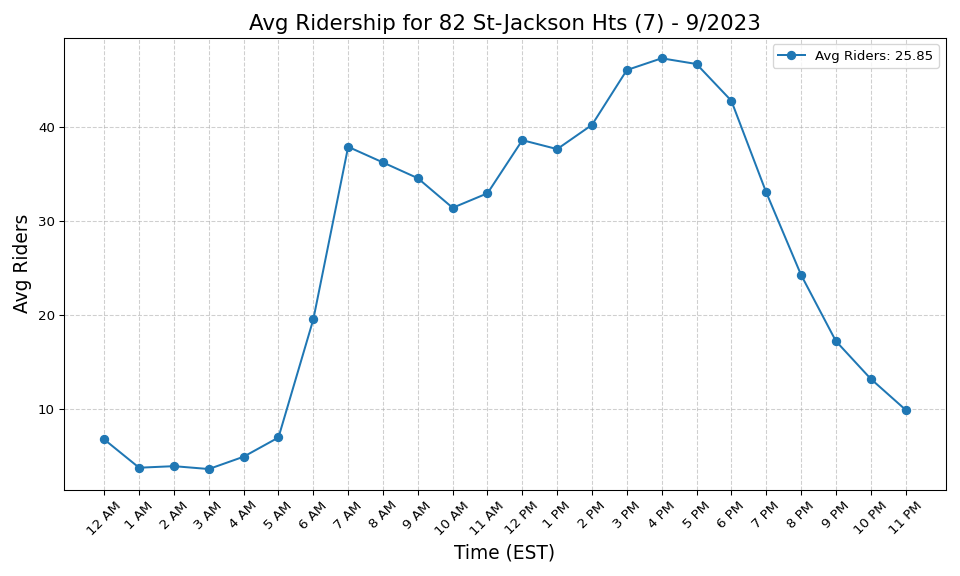 Avg Ridership for 82 St-Jackson Hts (7) - 9/2023
Avg Riders: 25.85
Avg Riders
40
30
20
10
12 AM
1 AM
2 AM
3 AM
4 AM
5 AM
6 AM
7 AM
8 AM
9 AM
10 AM
11 AM
12 PM
1 PM
2 PM
3 PM
4 PM
5 PM
6 PM
7 PM
8 PM
9 PM
10 PM
11 PM
Time (EST)